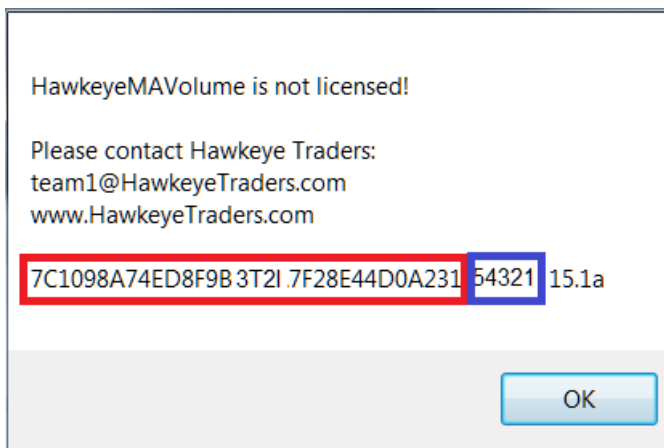 HawkeyeMAVolume is not licensed!
Please contact Hawkeye Traders:
team1@HawkeyeTraders.com
www.HawkeyeTraders.com
7C1098A74ED8F9B3T2I.7F28E44D0A231 54321 15.1a
OK